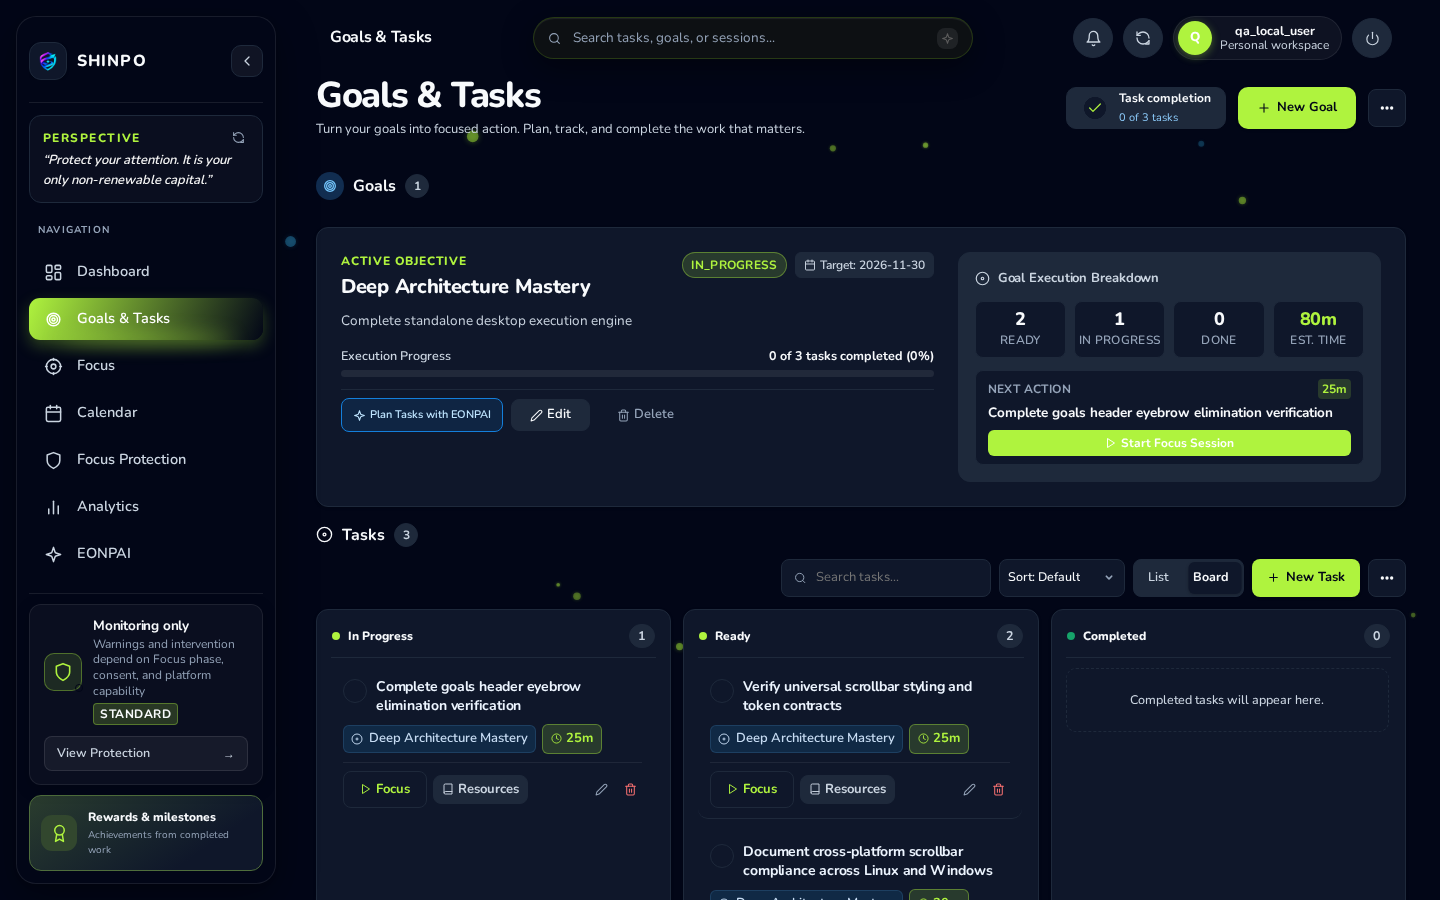 SHINPO
PERSPECTIVE
“Protect your attention. It is your
only non-renewable capital.”
NAVIGATION
Dashboard
Goals & Tasks
Focus
Calendar
Focus Protection
Analytics
EONPAI
Monitoring only
Warnings and intervention
depend on Focus phase,
consent, and platform
capability
STANDARD
View Protection →
Rewards & milestones
Achievements from completed
work
Goals & Tasks
Search tasks, goals, or sessions...
Q
qa_local_user
Personal workspace
Goals & Tasks
Turn your goals into focused action. Plan, track, and complete the work that matters.
Task completion
0 of 3 tasks
+ New Goal
Goals 1
ACTIVE OBJECTIVE
IN_PROGRESS
Target: 2026-11-30
Deep Architecture Mastery
Complete standalone desktop execution engine
Execution Progress
0 of 3 tasks completed (0%)
Plan Tasks with EONPAI
Edit
Delete
Goal Execution Breakdown
2
READY
1
IN PROGRESS
0
DONE
80m
EST. TIME
NEXT ACTION
25m
Complete goals header eyebrow elimination verification
Start Focus Session
Tasks 3
Search tasks...
Sort: Default
List
Board
+ New Task
In Progress 1
Complete goals header eyebrow
elimination verification
Deep Architecture Mastery
25m
Focus
Resources
Ready 2
Verify universal scrollbar styling and
token contracts
Deep Architecture Mastery
25m
Focus
Resources
Document cross-platform scrollbar
compliance across Linux and Windows
Completed 0
Completed tasks will appear here.